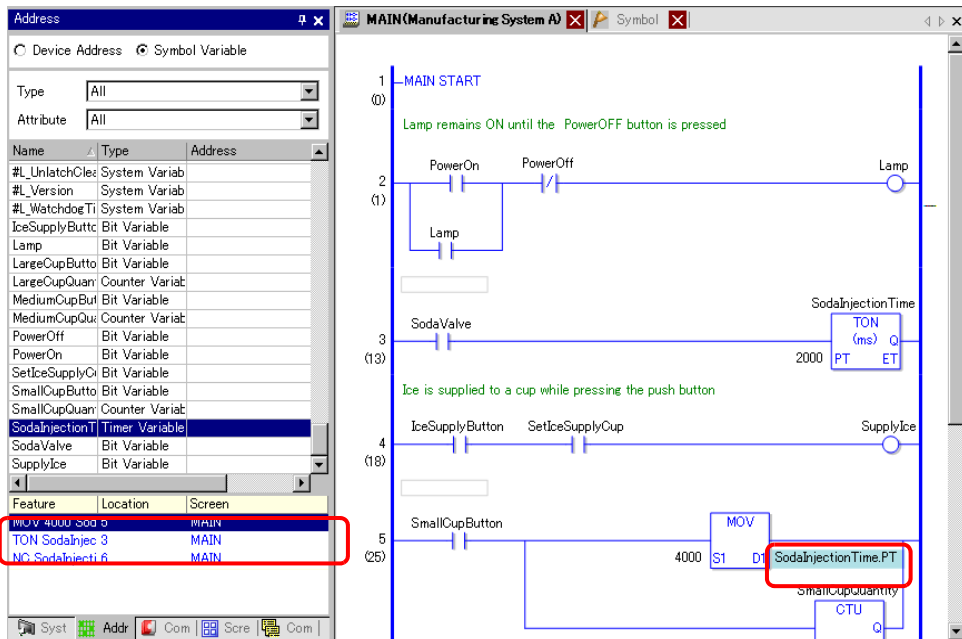 Address
Device Address Symbol Variable
Type All
Attribute All
Name Type Address
#L_UnlatchClea System Variab
#L_Version System Variab
#L_WatchdogTi System Variab
IceSupplyButtc Bit Variable
Lamp Bit Variable
LargeCupButto Bit Variable
LargeCupQuan Counter Variat
MediumCupBut Bit Variable
MediumCupQua Counter Variat
PowerOff Bit Variable
PowerOn Bit Variable
SetIceSupplyCu Bit Variable
SmallCupButto Bit Variable
SmallCupQuan Counter Variat
SodaInjectionT Timer Variable
SodaValve Bit Variable
SupplyIce Bit Variable
Feature Location Screen
MOV 4000 Sod 5 MAIN
TON SodaInjec 3 MAIN
NC SodaInjecti 6 MAIN
Syst Addr Com Scre Com
MAIN(Manufacturing System A) Symbol
1 MAIN START
(0)
Lamp remains ON until the PowerOFF button is pressed
PowerOn PowerOff Lamp
2
(1)
Lamp
SodaInjectionTime
SodaValve TON
3 (ms) Q
(13) 2000 PT ET
Ice is supplied to a cup while pressing the push button
IceSupplyButton SetIceSupplyCup SupplyIce
4
(18)
SmallCupButton MOV
5
(25) 4000 S1 D1 SodaInjectionTime.PT
SmallCupQuantity
CTU
Q